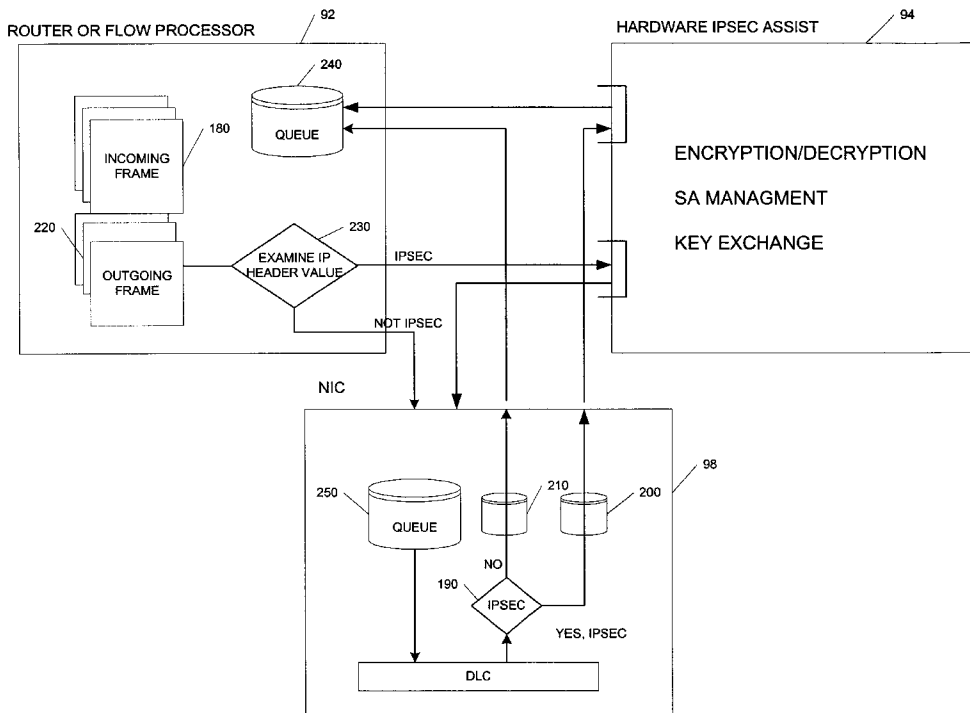 ROUTER OR FLOW PROCESSOR
92
HARDWARE IPSEC ASSIST
94
240
QUEUE
180
INCOMING
FRAME
ENCRYPTION/DECRYPTION
SA MANAGMENT
KEY EXCHANGE
220
230
EXAMINE IP
HEADER VALUE
IPSEC
OUTGOING
FRAME
NOT IPSEC
NIC
98
250
QUEUE
210
200
NO
190
IPSEC
YES, IPSEC
DLC